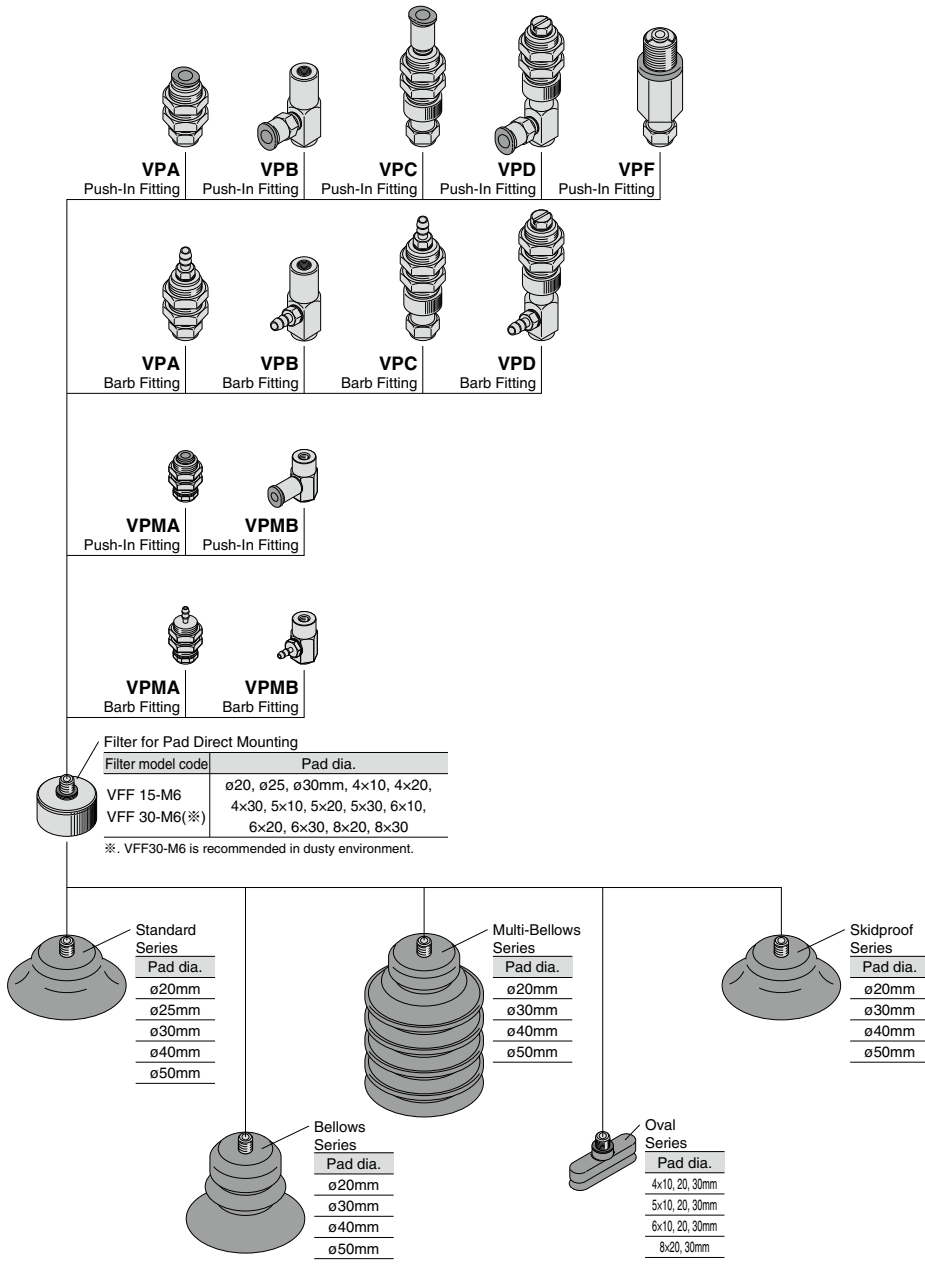 VPA
Push-In Fitting
VPB
Push-In Fitting
VPC
Push-In Fitting
VPD
Push-In Fitting
VPF
Push-In Fitting
VPA
Barb Fitting
VPB
Barb Fitting
VPC
Barb Fitting
VPD
Barb Fitting
VPMA
Push-In Fitting
VPMB
Push-In Fitting
VPMA
Barb Fitting
VPMB
Barb Fitting
Filter for Pad Direct Mounting
Filter model code Pad dia.
VFF 15-M6
VFF 30-M6(※)
ø20, ø25, ø30mm, 4×10, 4×20,
4×30, 5×10, 5×20, 5×30, 6×10,
6×20, 6×30, 8×20, 8×30
※. VFF30-M6 is recommended in dusty environment.
Standard
Series
Pad dia.
ø20mm
ø25mm
ø30mm
ø40mm
ø50mm
Multi-Bellows
Series
Pad dia.
ø20mm
ø30mm
ø40mm
ø50mm
Skidproof
Series
Pad dia.
ø20mm
ø30mm
ø40mm
ø50mm
Bellows
Series
Pad dia.
ø20mm
ø30mm
ø40mm
ø50mm
Oval
Series
Pad dia.
4×10, 20, 30mm
5×10, 20, 30mm
6×10, 20, 30mm
8×20, 30mm